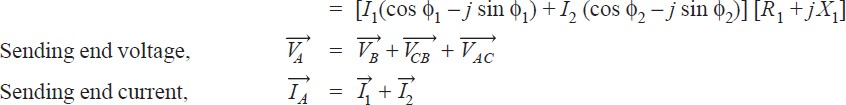 = [I₁(cos ϕ₁ – j sin ϕ₁) + I₂ (cos ϕ₂ – j sin ϕ₂)] [R₁ + jX₁]
Sending end voltage, V⃗_A = V⃗_B + V⃗_CB + V⃗_AC
Sending end current, I⃗_A = I⃗₁ + I⃗₂